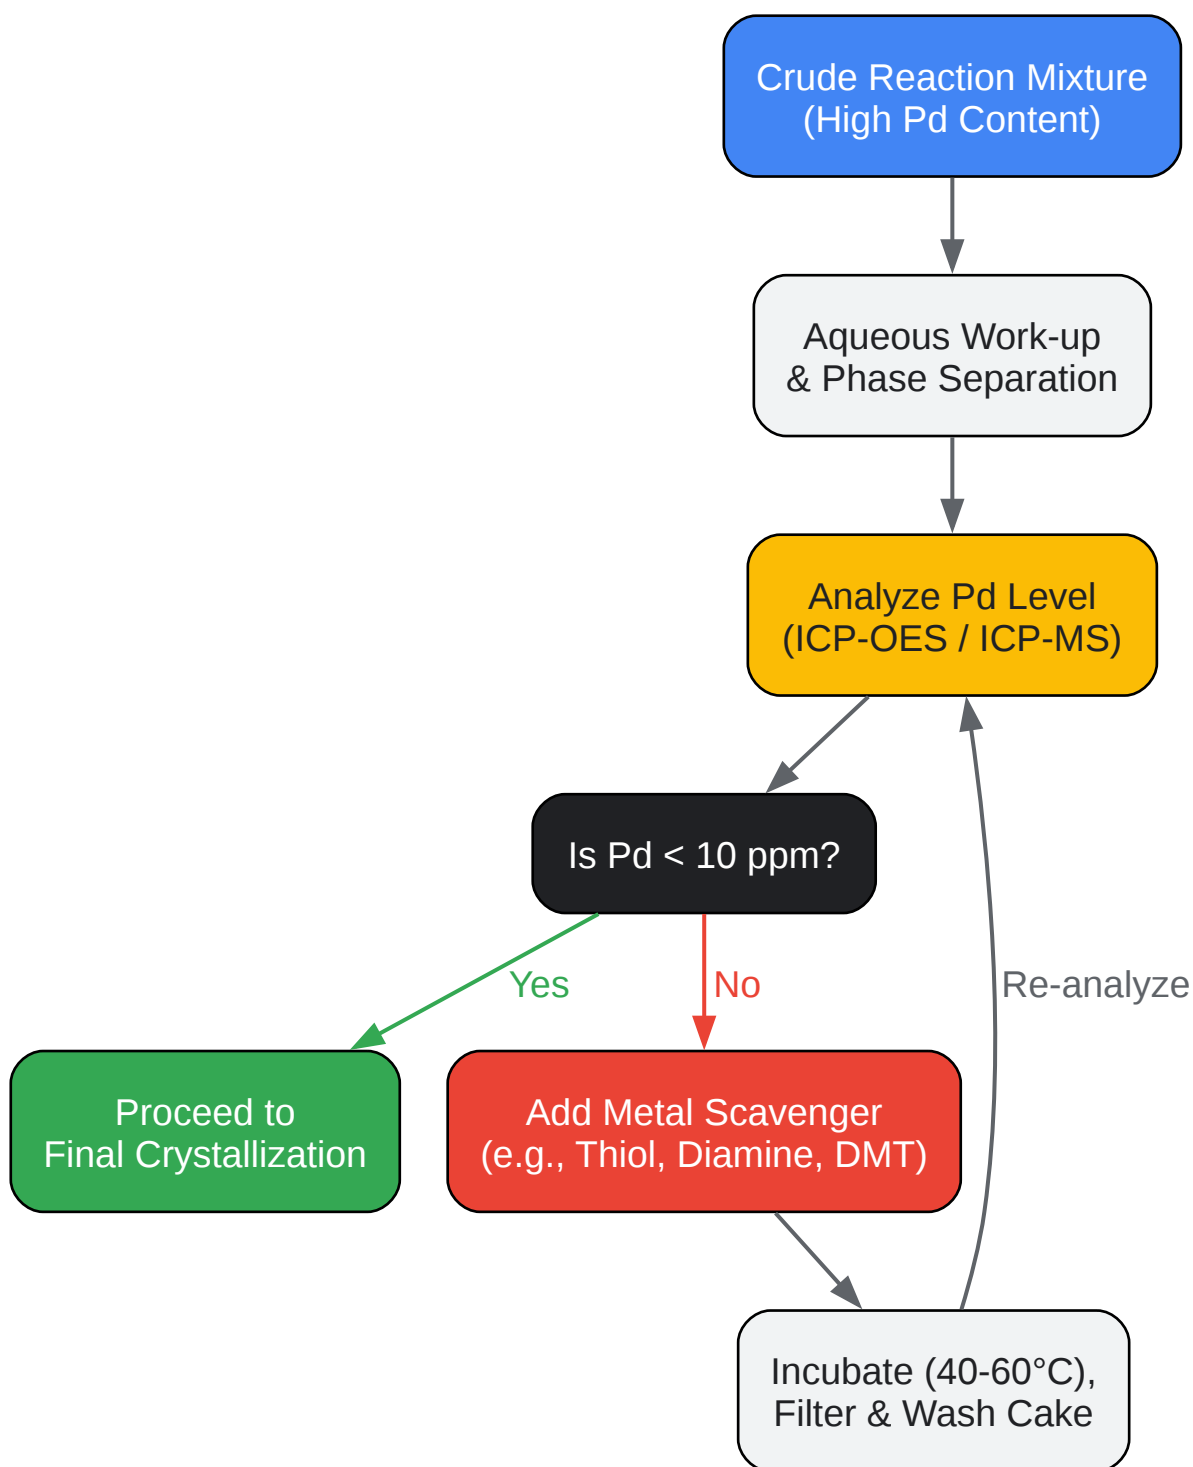 Crude Reaction Mixture
(High Pd Content)
Aqueous Work-up
& Phase Separation
Analyze Pd Level
(ICP-OES / ICP-MS)
Is Pd < 10 ppm?
Yes
No
Re-analyze
Proceed to
Final Crystallization
Add Metal Scavenger
(e.g., Thiol, Diamine, DMT)
Incubate (40-60°C),
Filter & Wash Cake